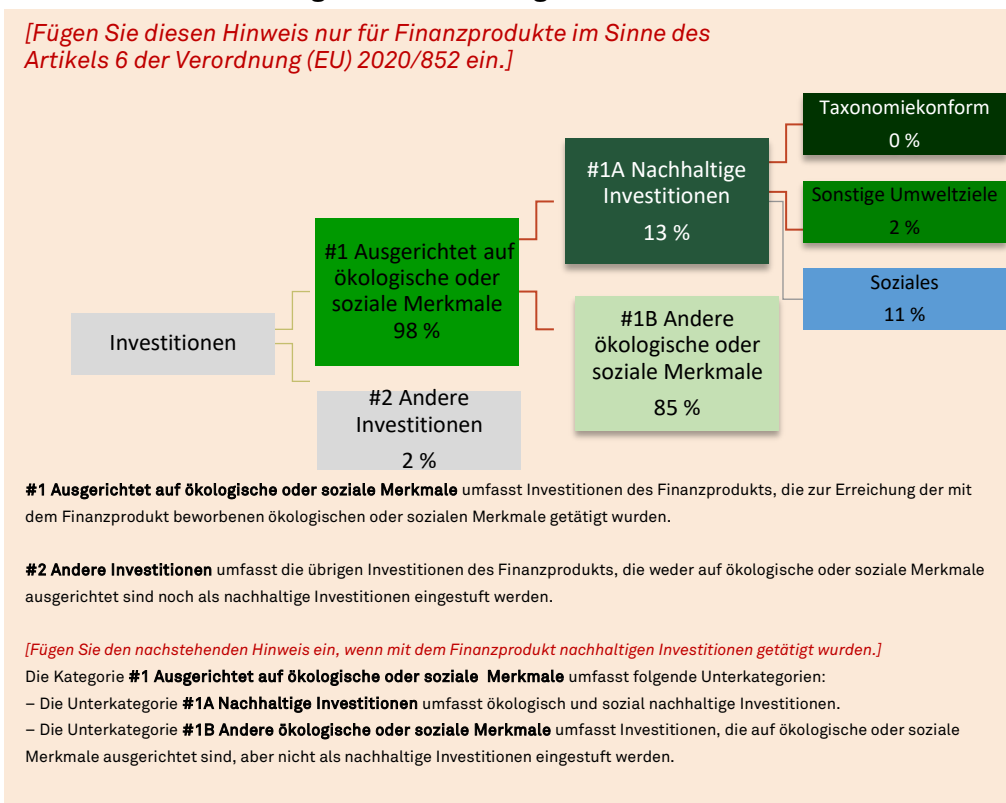 [Fügen Sie diesen Hinweis nur für Finanzprodukte im Sinne des
Artikels 6 der Verordnung (EU) 2020/852 ein.]
Investitionen
#1 Ausgerichtet auf
ökologische oder
soziale Merkmale
98 %
#2 Andere
Investitionen
2 %
#1A Nachhaltige
Investitionen
13 %
#1B Andere
ökologische oder
soziale Merkmale
85 %
Taxonomiekonform
0 %
Sonstige Umweltziele
2 %
Soziales
11 %
#1 Ausgerichtet auf ökologische oder soziale Merkmale umfasst Investitionen des Finanzprodukts, die zur Erreichung der mit
dem Finanzprodukt beworbenen ökologischen oder sozialen Merkmale getätigt wurden.
#2 Andere Investitionen umfasst die übrigen Investitionen des Finanzprodukts, die weder auf ökologische oder soziale Merkmale
ausgerichtet sind noch als nachhaltige Investitionen eingestuft werden.
[Fügen Sie den nachstehenden Hinweis ein, wenn mit dem Finanzprodukt nachhaltigen Investitionen getätigt wurden.]
Die Kategorie #1 Ausgerichtet auf ökologische oder soziale Merkmale umfasst folgende Unterkategorien:
– Die Unterkategorie #1A Nachhaltige Investitionen umfasst ökologisch und sozial nachhaltige Investitionen.
– Die Unterkategorie #1B Andere ökologische oder soziale Merkmale umfasst Investitionen, die auf ökologische oder soziale
Merkmale ausgerichtet sind, aber nicht als nachhaltige Investitionen eingestuft werden.